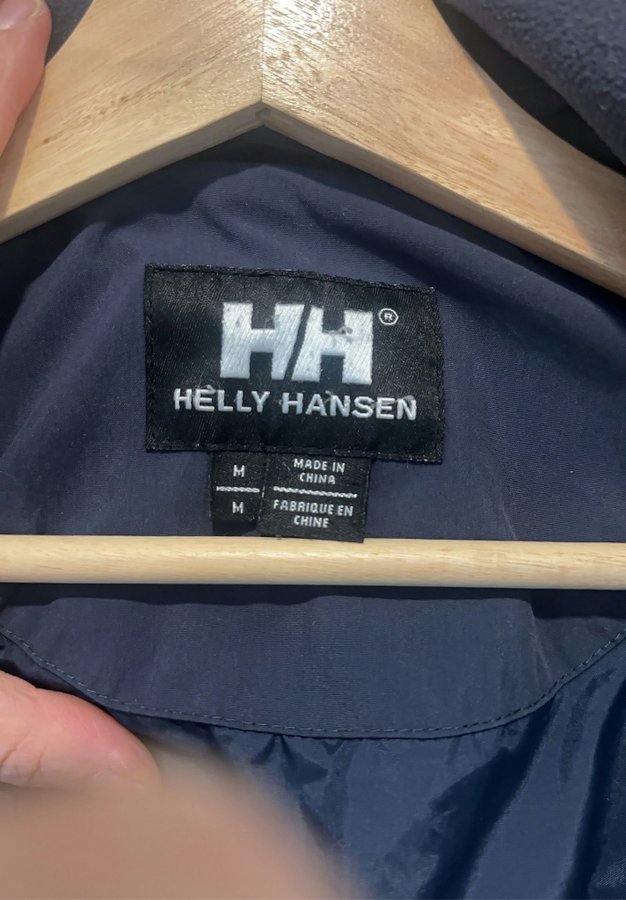 HH®
HELLY HANSEN
M
M
MADE IN
CHINA
FABRIQUE EN
CHINE